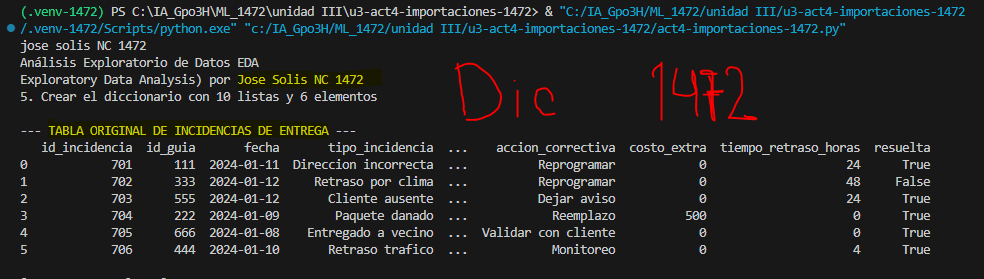 (.venv-1472) PS C:\IA_Gpo3H\ML_1472\unidad III\u3-act4-importaciones-1472> & "C:/IA_Gpo3H/ML_1472/unidad III/u3-act4-importaciones-1472
/.venv-1472/Scripts/python.exe" "c:/IA_Gpo3H/ML_1472/unidad III/u3-act4-importaciones-1472/act4-importaciones-1472.py"
jose solis NC 1472
Análisis Exploratorio de Datos EDA
Exploratory Data Analysis) por Jose Solis NC 1472
5. Crear el diccionario con 10 listas y 6 elementos
Dic 1472
--- TABLA ORIGINAL DE INCIDENCIAS DE ENTREGA ---
id_incidencia id_guia fecha tipo_incidencia ... accion_correctiva costo_extra tiempo_retraso_horas resuelta
0 701 111 2024-01-11 Direccion incorrecta ... Reprogramar 0 24 True
1 702 333 2024-01-12 Retraso por clima ... Reprogramar 0 48 False
2 703 555 2024-01-12 Cliente ausente ... Dejar aviso 0 24 True
3 704 222 2024-01-09 Paquete danado ... Reemplazo 500 0 True
4 705 666 2024-01-08 Entregado a vecino ... Validar con cliente 0 0 True
5 706 444 2024-01-10 Retraso trafico ... Monitoreo 0 4 True